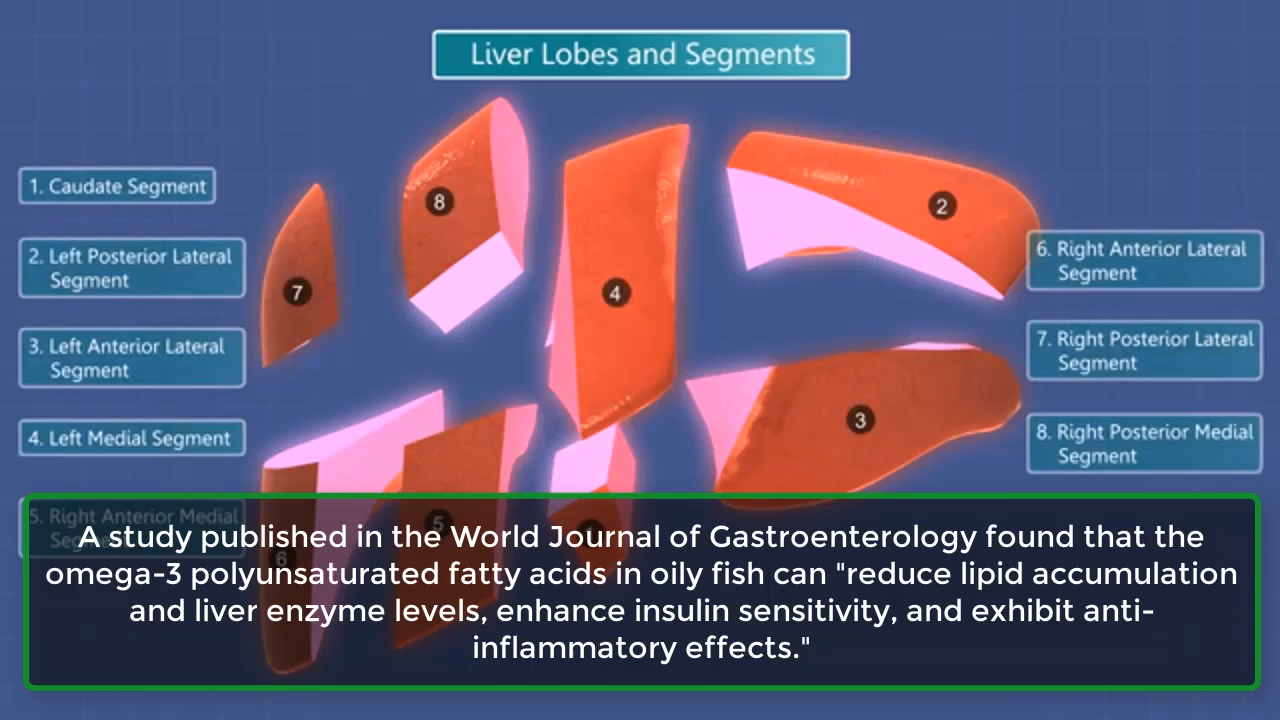 Liver Lobes and Segments
1. Caudate Segment
2. Left Posterior Lateral
Segment
3. Left Anterior Lateral
Segment
4. Left Medial Segment
5. Right Anterior Medial
Segment
6. Right Anterior Lateral
Segment
7. Right Posterior Lateral
Segment
8. Right Posterior Medial
Segment
7
8
4
2
3
6
5
A study published in the World Journal of Gastroenterology found that the
omega-3 polyunsaturated fatty acids in oily fish can "reduce lipid accumulation
and liver enzyme levels, enhance insulin sensitivity, and exhibit anti-
inflammatory effects."